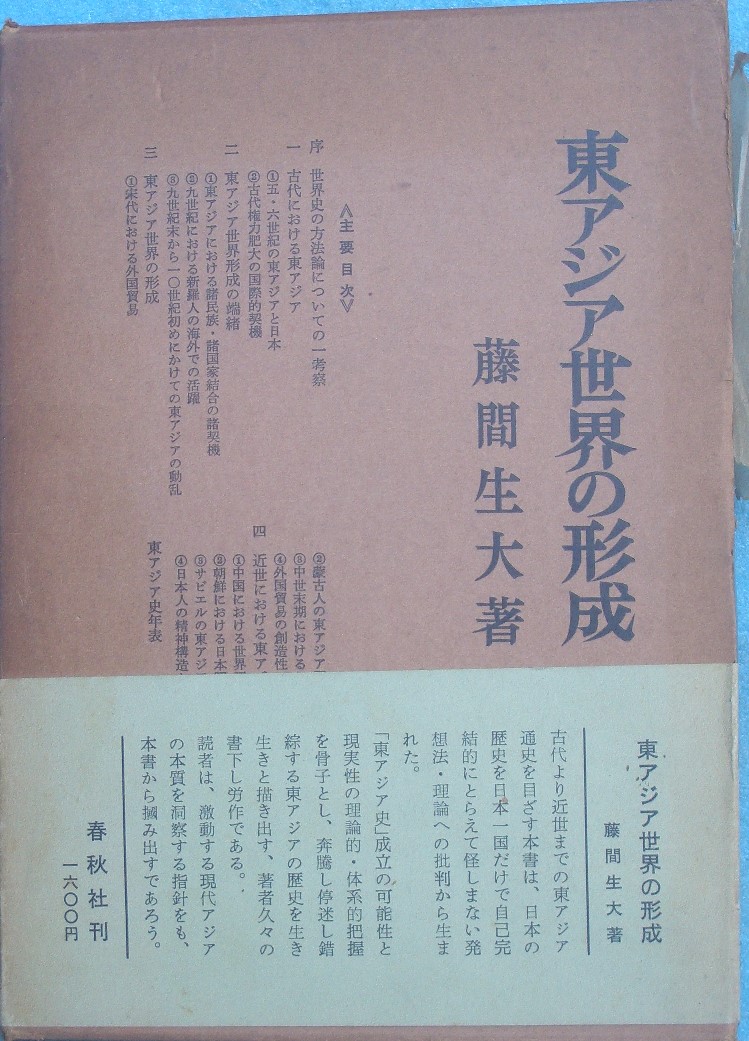 東アジア世界の形成
藤間生大著
《主要目次》
序 世界史の方法論についての一考察
一 古代における東アジア
①五・六世紀の東アジアと日本
②古代権力肥大の国際的契機
二 東アジア世界形成の端緒
①東アジアにおける諸民族・諸国家結合の諸契機
②九世紀における新羅人の海外での活躍
③九世紀末から一〇世紀初めにかけての東アジアの動乱
三 東アジア世界の形成
①宋代における外国貿易
②蒙古人の東アジア
③中世末期における
④外国貿易の創造性
四 近世における東ア
①中国における世界
②朝鮮における日本
③サビエルの東アジ
④日本人の精神構造
東アジア史年表
東アジア世界の形成
藤間生大著
古代より近世までの東アジア
通史を目ざす本書は、日本の
歴史を日本一国だけで自己完
結的にとらえて怪しまない発
想法・理論への批判から生ま
れた。
「東アジア史」成立の可能性と
現実性の理論的・体系的把握
を骨子とし、奔騰し停迷し錯
綜する東アジアの歴史を生き
生きと描き出す、著者久々の
書下し労作である。
読者は、激動する現代アジア
の本質を洞察する指針をも、
本書から摑み出すであろう。
春秋社刊
一六〇〇円